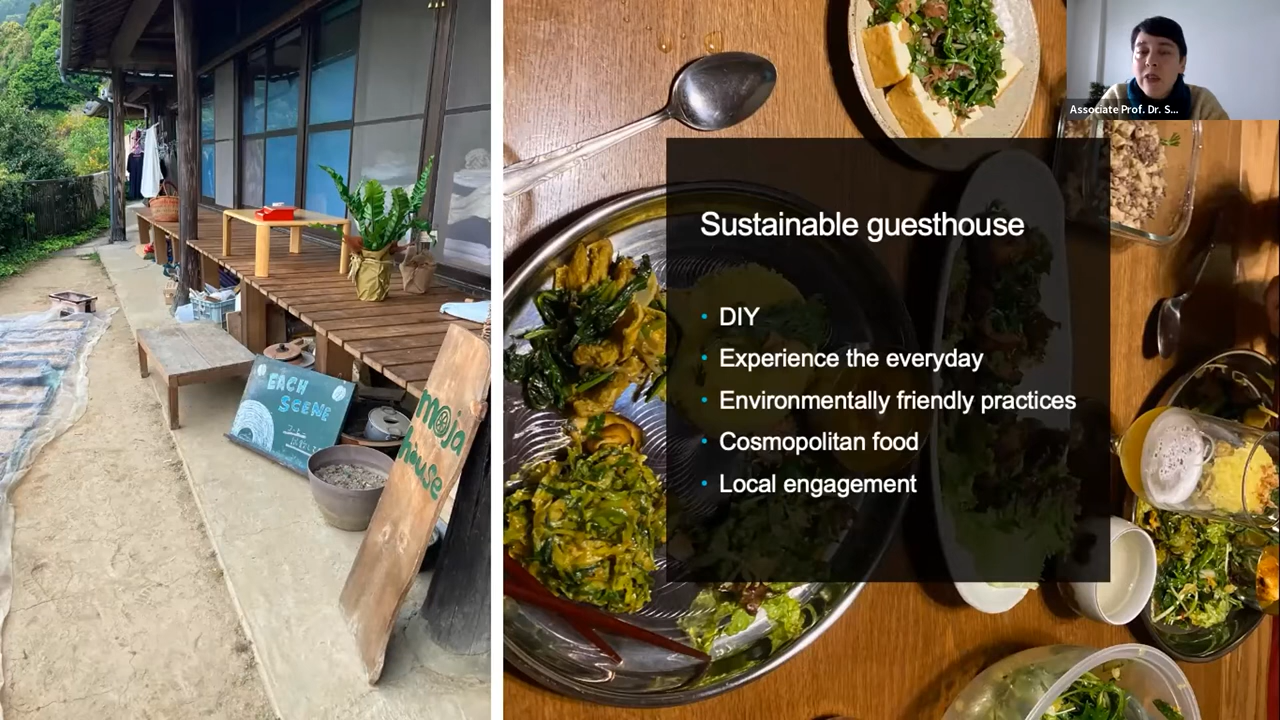 EACH
SCENE
moja
house
Associate Prof. Dr. S...
Sustainable guesthouse
• DIY
• Experience the everyday
• Environmentally friendly practices
• Cosmopolitan food
• Local engagement